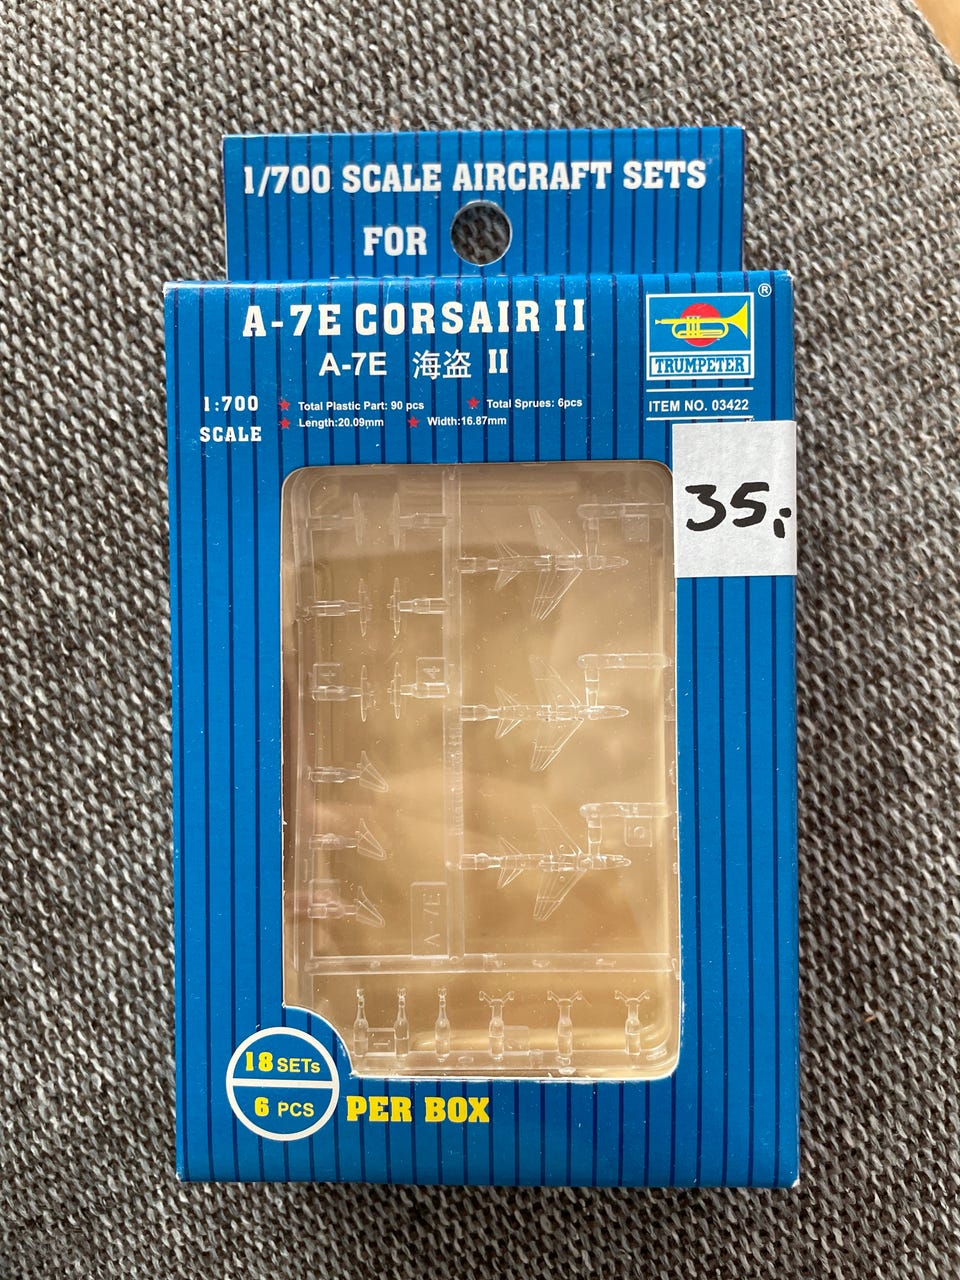 1/700 SCALE AIRCRAFT SETS
FOR
A-7E CORSAIR II
A-7E 海盗 II
®
TRUMPETER
1:700
SCALE
★ Total Plastic Part: 90 pcs ★ Total Sprues: 6pcs
★ Length:20.09mm ★ Width:16.87mm
ITEM NO. 03422
35,-
4 4
A-7E
18 SETs
6 PCS
PER BOX